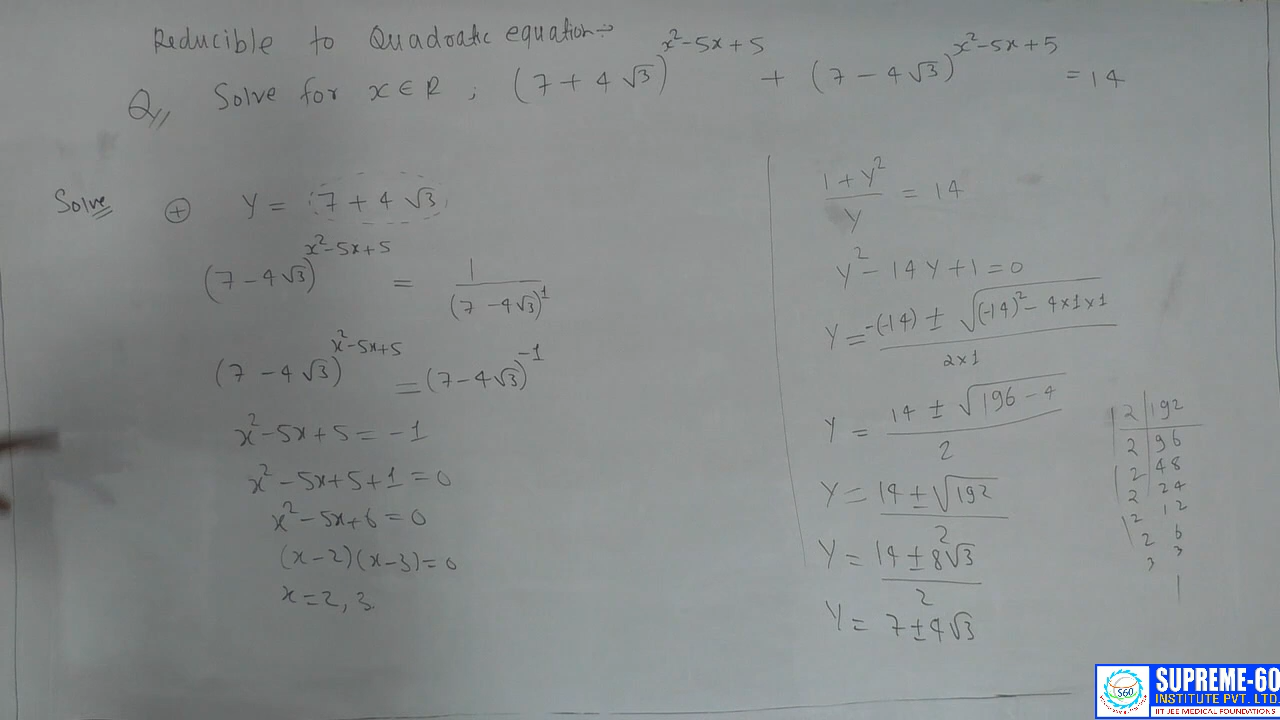 Reducible to Quadratic equation:-
Q, Solve for x ∈ R ; (7 + 4√3)^(x²-5x+5) + (7 - 4√3)^(x²-5x+5) = 14
Solve ⊕ Y = 7 + 4√3
(7 - 4√3)^(x²-5x+5) = 1/(7 - 4√3)^1
(7 - 4√3)^(x²-5x+5) = (7 - 4√3)^-1
x² - 5x + 5 = -1
x² - 5x + 5 + 1 = 0
x² - 5x + 6 = 0
(x - 2)(x - 3) = 0
x = 2, 3
(1 + Y²)/Y = 14
Y² - 14Y + 1 = 0
Y = (-(-14) ± √((-14)² - 4×1×1))/(2×1)
Y = (14 ± √(196 - 4))/2
Y = (14 ± √192)/2
Y = (14 ± 8√3)/2
Y = 7 ± 4√3
2 | 192
2 | 96
2 | 48
2 24
2 12
2 6
3 3
1
S60
SUPREME-60
INSTITUTE PVT. LTD
IIT JEE MEDICAL FOUNDATIONS